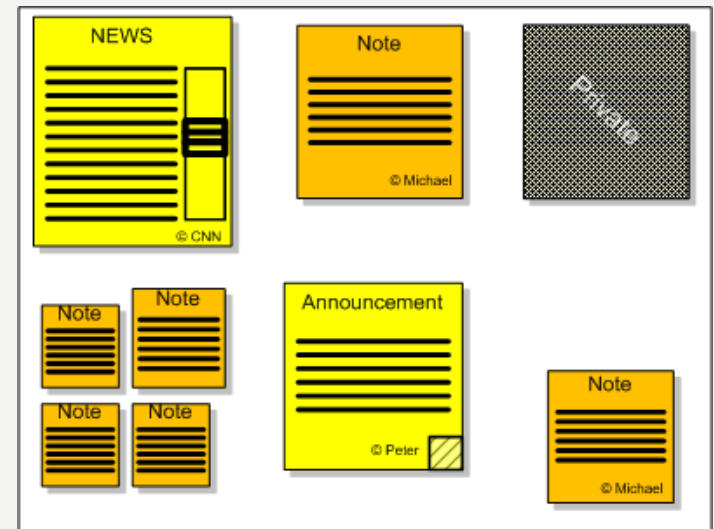 NEWS
© CNN
Note
© Michael
Private
Note
Note
Note
Note
Announcement
© Peter
Note
© Michael